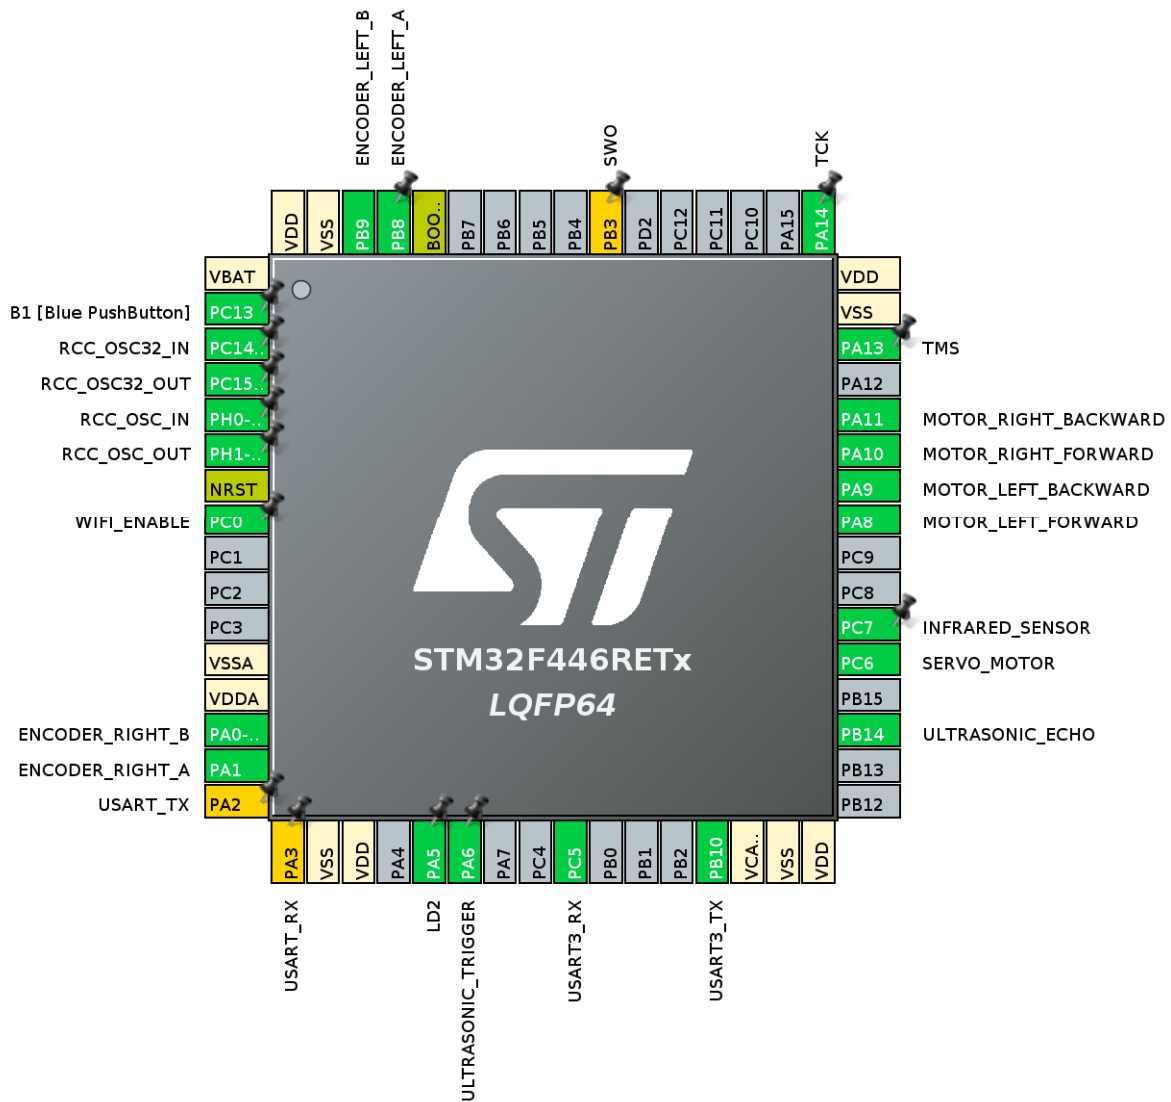 ENCODER_LEFT_B
ENCODER_LEFT_A
SWO
TCK
VDD
VSS
PB9
PB8
BOO..
PB7
PB6
PB5
PB4
PB3
PD2
PC12
PC11
PC10
PA15
PA14
VBAT
B1 [Blue PushButton] PC13
RCC_OSC32_IN PC14..
RCC_OSC32_OUT PC15..
RCC_OSC_IN PH0-..
RCC_OSC_OUT PH1-..
NRST
WIFI_ENABLE PC0
PC1
PC2
PC3
VSSA
VDDA
ENCODER_RIGHT_B PA0-..
ENCODER_RIGHT_A PA1
USART_TX PA2
STM32F446RETx
LQFP64
VDD
VSS
PA13 TMS
PA12
PA11 MOTOR_RIGHT_BACKWARD
PA10 MOTOR_RIGHT_FORWARD
PA9 MOTOR_LEFT_BACKWARD
PA8 MOTOR_LEFT_FORWARD
PC9
PC8
PC7 INFRARED_SENSOR
PC6 SERVO_MOTOR
PB15
PB14 ULTRASONIC_ECHO
PB13
PB12
PA3
VSS
VDD
PA4
PA5
PA6
PA7
PC4
PC5
PB0
PB1
PB2
PB10
VCA..
VSS
VDD
USART_RX
LD2
ULTRASONIC_TRIGGER
USART3_RX
USART3_TX